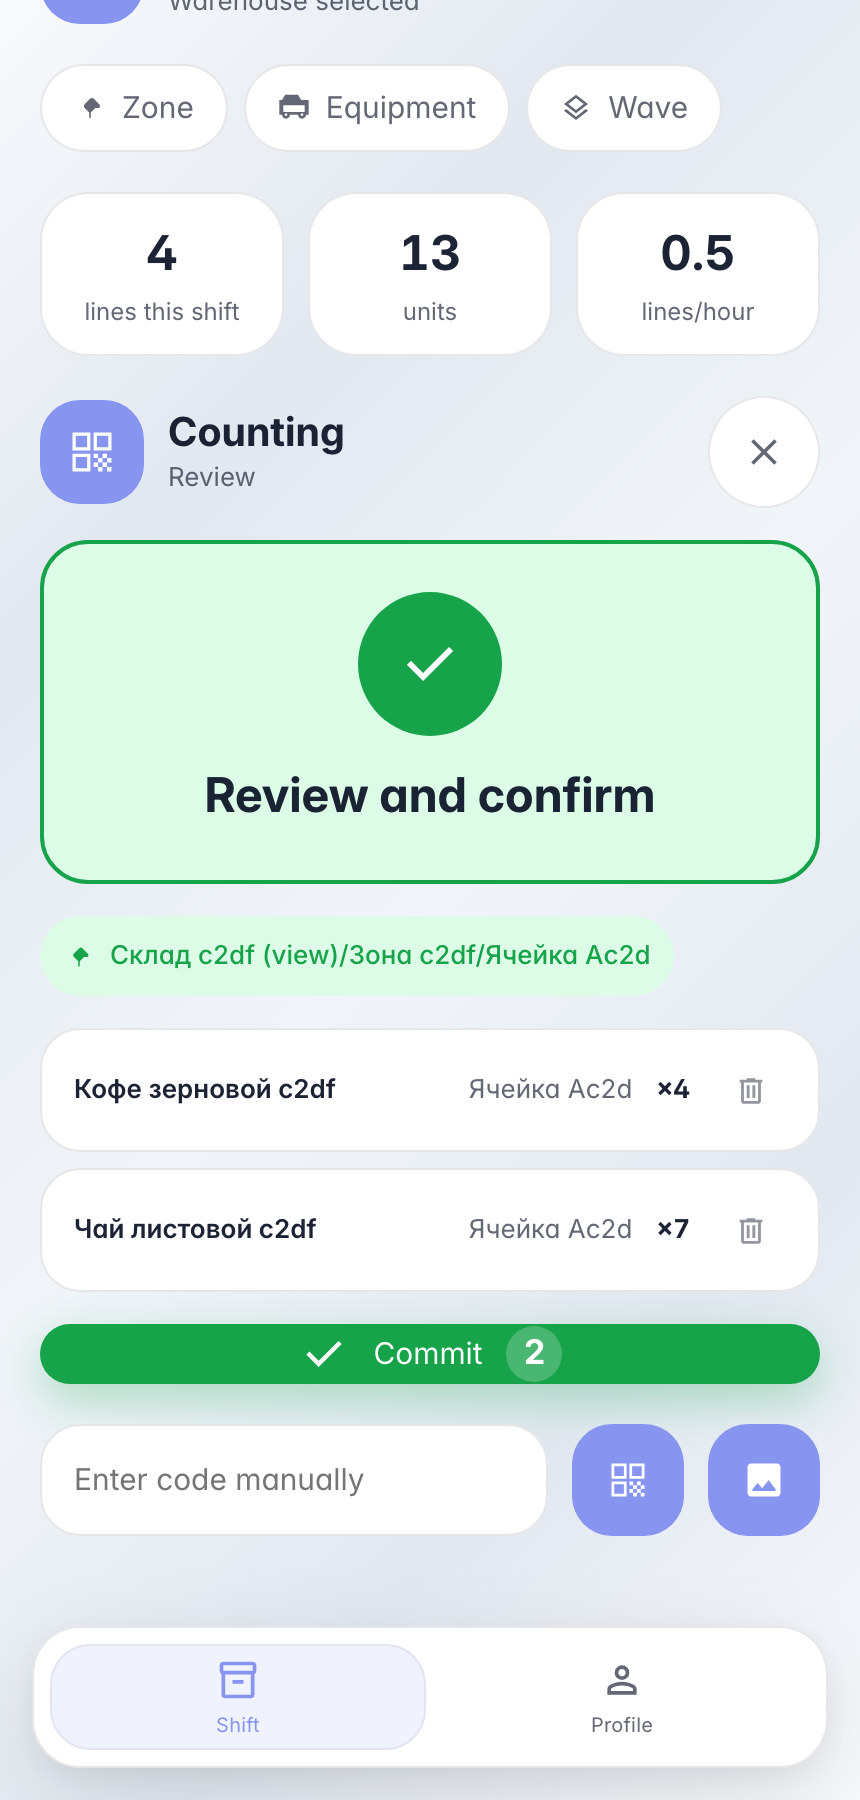 Warehouse selected
Zone
Equipment
Wave
4
13
0.5
lines this shift
units
lines/hour
Counting
Review
Review and confirm
Склад c2df (view)/Зона c2df/Ячейка Ac2d
Кофе зерновой c2df Ячейка Ac2d ×4
Чай листовой c2df Ячейка Ac2d ×7
Commit 2
Enter code manually
Shift
Profile